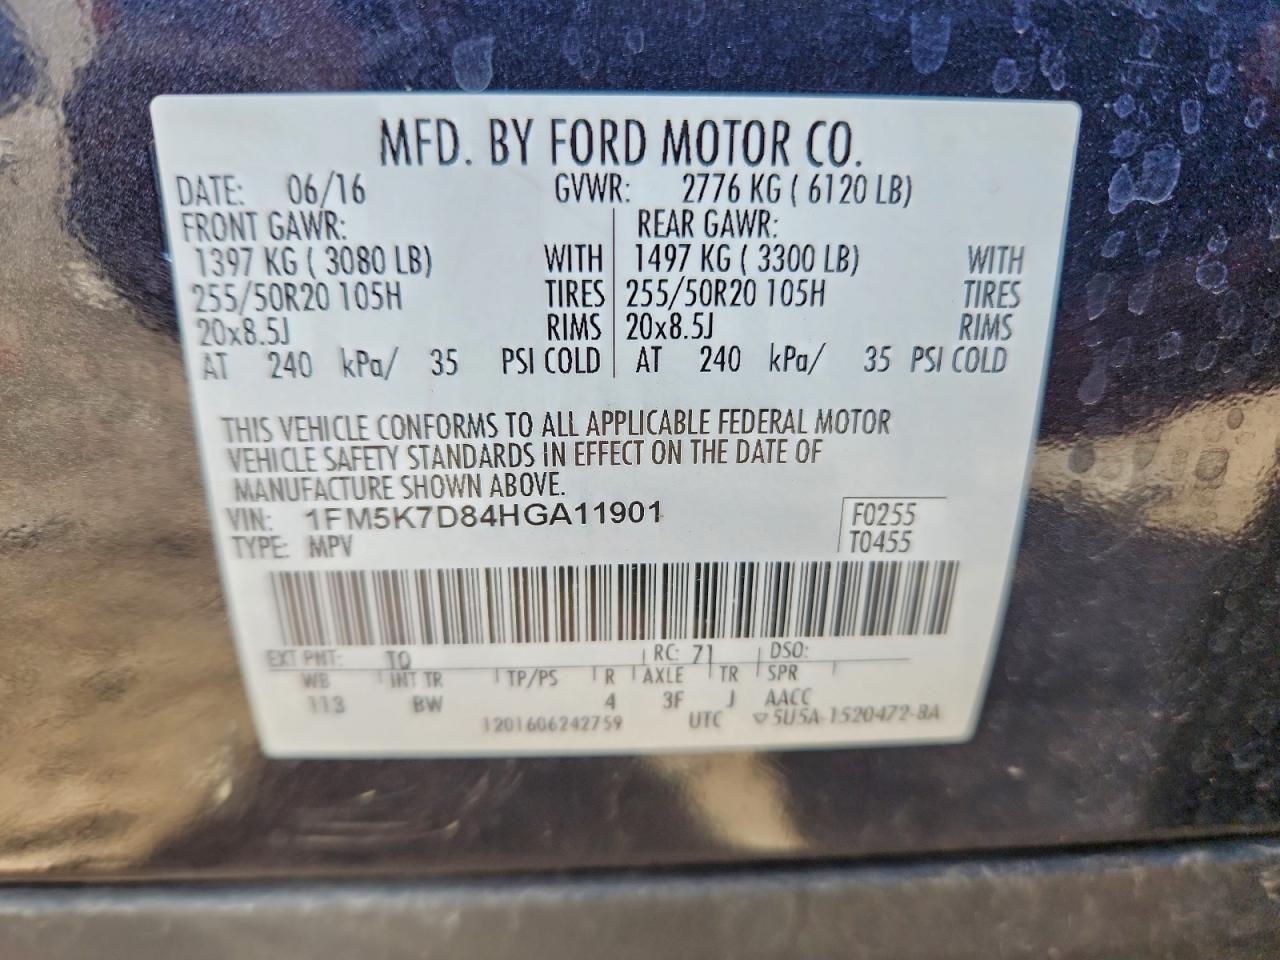 MFD. BY FORD MOTOR CO.
DATE: 06/16 GVWR: 2776 KG ( 6120 LB)
FRONT GAWR: REAR GAWR:
1397 KG ( 3080 LB) WITH 1497 KG ( 3300 LB) WITH
255/50R20 105H TIRES 255/50R20 105H TIRES
20x8.5J RIMS 20x8.5J RIMS
AT 240 kPa/ 35 PSI COLD AT 240 kPa/ 35 PSI COLD
THIS VEHICLE CONFORMS TO ALL APPLICABLE FEDERAL MOTOR
VEHICLE SAFETY STANDARDS IN EFFECT ON THE DATE OF
MANUFACTURE SHOWN ABOVE.
VIN: 1FM5K7D84HGA11901 F0255
TYPE: MPV T0455
EXT PNT: TQ RC: 71 DSO:
WB INT TR TP/PS R AXLE TR SPR
113 BW 4 3F J AACC
1201606242759 UTC ▽5U5A-1520472-BA